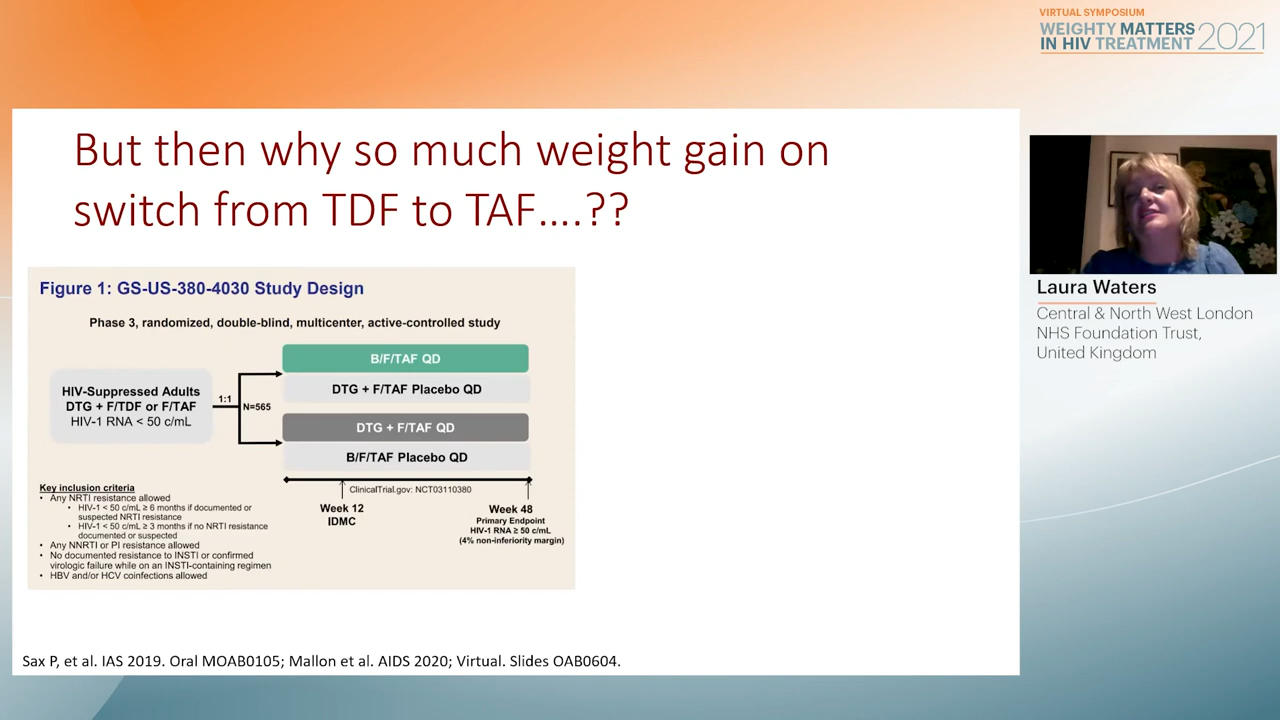 VIRTUAL SYMPOSIUM
WEIGHTY MATTERS
IN HIV TREATMENT 2021
But then why so much weight gain on
switch from TDF to TAF....??
Figure 1: GS-US-380-4030 Study Design
Phase 3, randomized, double-blind, multicenter, active-controlled study
HIV-Suppressed Adults
DTG + F/TDF or F/TAF
HIV-1 RNA < 50 c/mL
1:1
N=565
B/F/TAF QD
DTG + F/TAF Placebo QD
DTG + F/TAF QD
B/F/TAF Placebo QD
ClinicalTrial.gov: NCT03110380
Week 12
IDMC
Week 48
Primary Endpoint
HIV-1 RNA ≥ 50 c/mL
(4% non-inferiority margin)
Key inclusion criteria
• Any NRTI resistance allowed
• HIV-1 < 50 c/mL ≥ 6 months if documented or
suspected NRTI resistance
• HIV-1 < 50 c/mL ≥ 3 months if no NRTI resistance
documented or suspected
• Any NNRTI or PI resistance allowed
• No documented resistance to INSTI or confirmed
virologic failure while on an INSTI-containing regimen
• HBV and/or HCV coinfections allowed
Sax P, et al. IAS 2019. Oral MOAB0105; Mallon et al. AIDS 2020; Virtual. Slides OAB0604.
Laura Waters
Central & North West London
NHS Foundation Trust,
United Kingdom